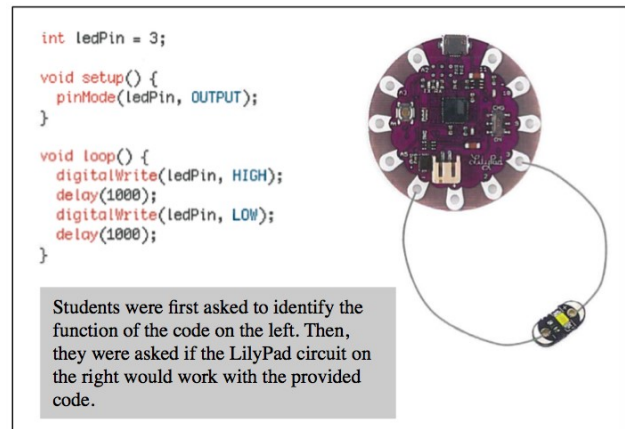 int ledPin = 3;
void setup() {
pinMode(ledPin, OUTPUT);
}
void loop() {
digitalWrite(ledPin, HIGH);
delay(1000);
digitalWrite(ledPin, LOW);
delay(1000);
}
Students were first asked to identify the
function of the code on the left. Then,
they were asked if the LilyPad circuit on
the right would work with the provided
code.